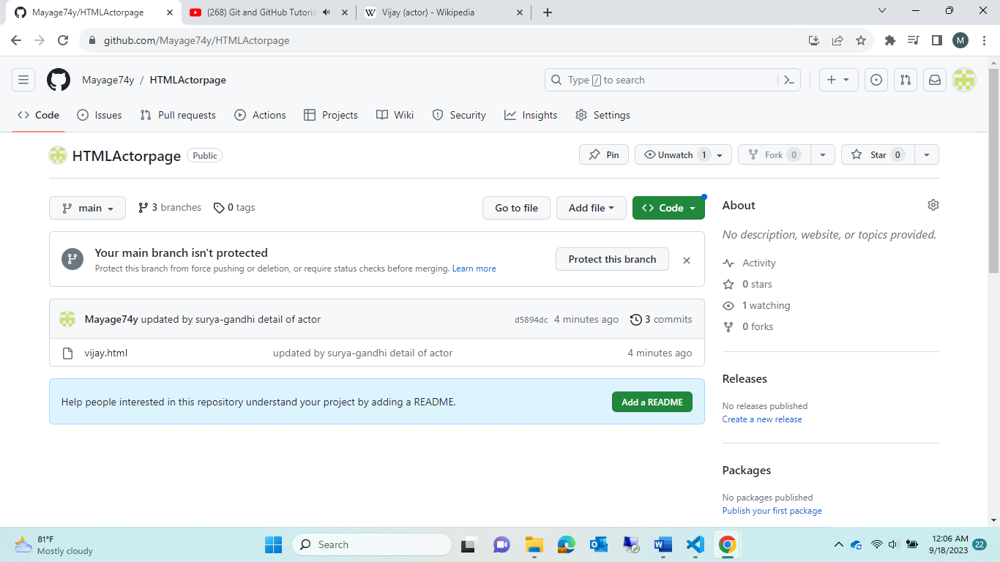 Mayage74y/HTMLActorpage
(268) Git and GitHub Tutoria
Vijay (actor) - Wikipedia
github.com/Mayage74y/HTMLActorpage
M
Mayage74y / HTMLActorpage
Type / to search
Code
Issues
Pull requests
Actions
Projects
Wiki
Security
Insights
Settings
HTMLActorpage
Public
Pin
Unwatch 1
Fork 0
Star 0
main
3 branches
0 tags
Go to file
Add file
Code
About
No description, website, or topics provided.
Your main branch isn't protected
Protect this branch from force pushing or deletion, or require status checks before merging. Learn more
Protect this branch
Activity
0 stars
1 watching
0 forks
Mayage74y updated by surya-gandhi detail of actor
d5894dc 4 minutes ago
3 commits
vijay.html
updated by surya-gandhi detail of actor
4 minutes ago
Help people interested in this repository understand your project by adding a README.
Add a README
Releases
No releases published
Create a new release
Packages
No packages published
Publish your first package
81°F
Mostly cloudy
Search
12:06 AM
9/18/2023
22